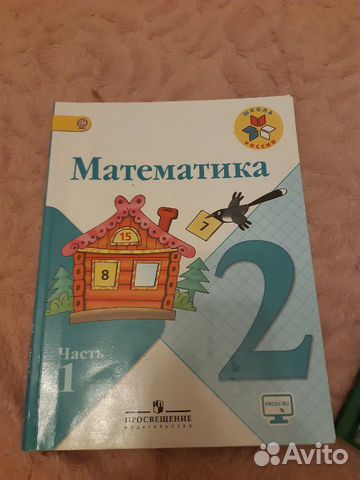 ШКОЛА
РОССИИ
Математика
15
7
8
2
Часть
1
ПРОСВЕЩЕНИЕ
ИЗДАТЕЛЬСТВО
PROSV.RU
Avito